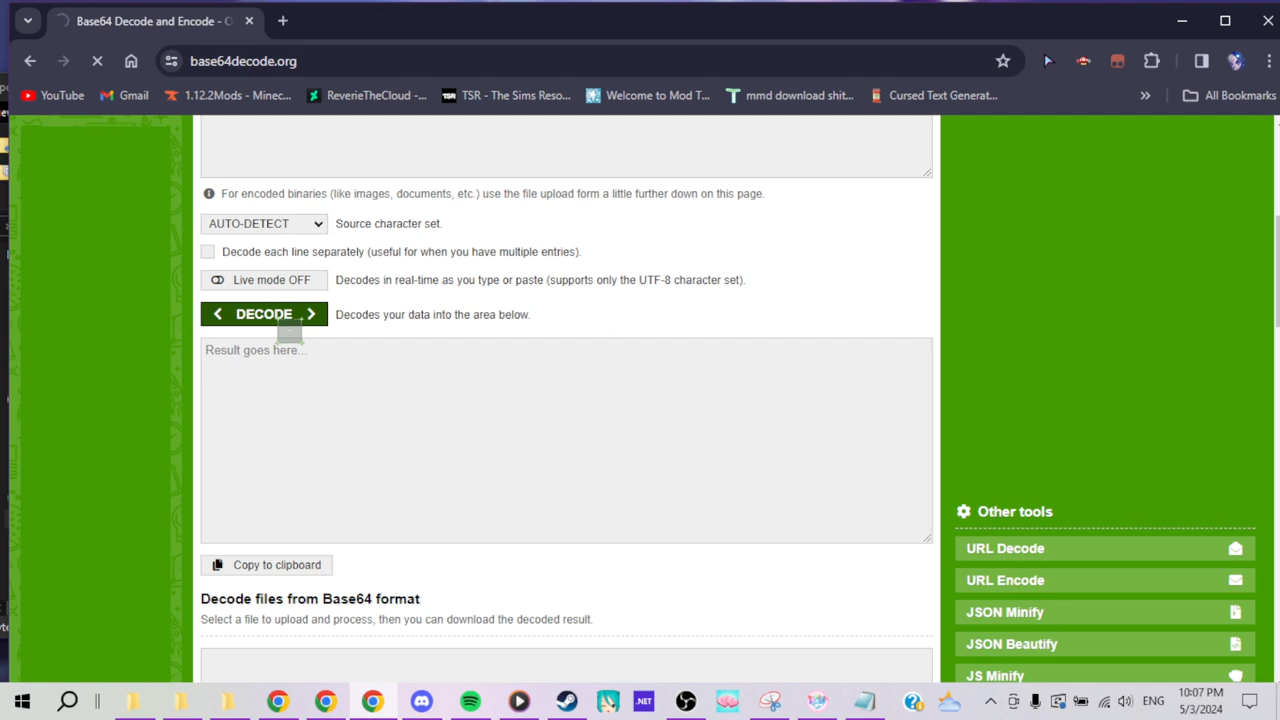 Base64 Decode and Encode - O
base64decode.org
YouTube
Gmail
1.12.2Mods - Minec...
ReverieTheCloud -...
TSR - The Sims Reso...
Welcome to Mod T...
mmd download shit...
Cursed Text Generat...
All Bookmarks
For encoded binaries (like images, documents, etc.) use the file upload form a little further down on this page.
AUTO-DETECT Source character set.
Decode each line separately (useful for when you have multiple entries).
Live mode OFF Decodes in real-time as you type or paste (supports only the UTF-8 character set).
DECODE Decodes your data into the area below.
Result goes here...
Copy to clipboard
Decode files from Base64 format
Select a file to upload and process, then you can download the decoded result.
Other tools
URL Decode
URL Encode
JSON Minify
JSON Beautify
JS Minify
.NET
ENG
10:07 PM
5/3/2024